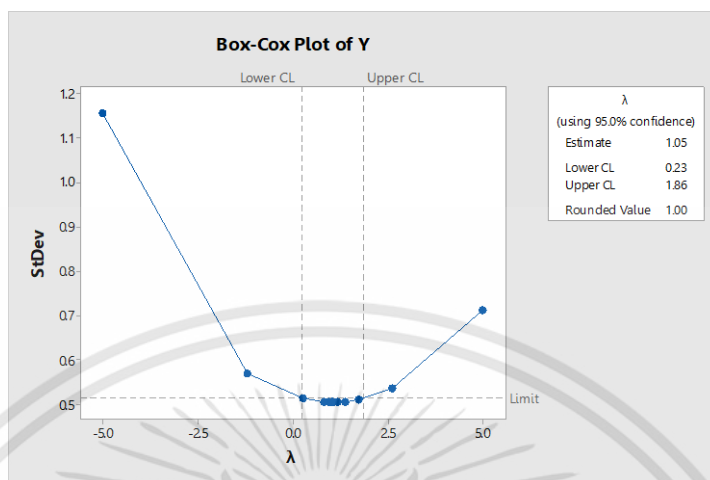 Box-Cox Plot of Y
Lower CL Upper CL
1.2
1.1
1.0
0.9
0.8
0.7
0.6
0.5
StDev
Limit
-5.0 -2.5 0.0 2.5 5.0
λ
λ
(using 95.0% confidence)
Estimate 1.05
Lower CL 0.23
Upper CL 1.86
Rounded Value 1.00